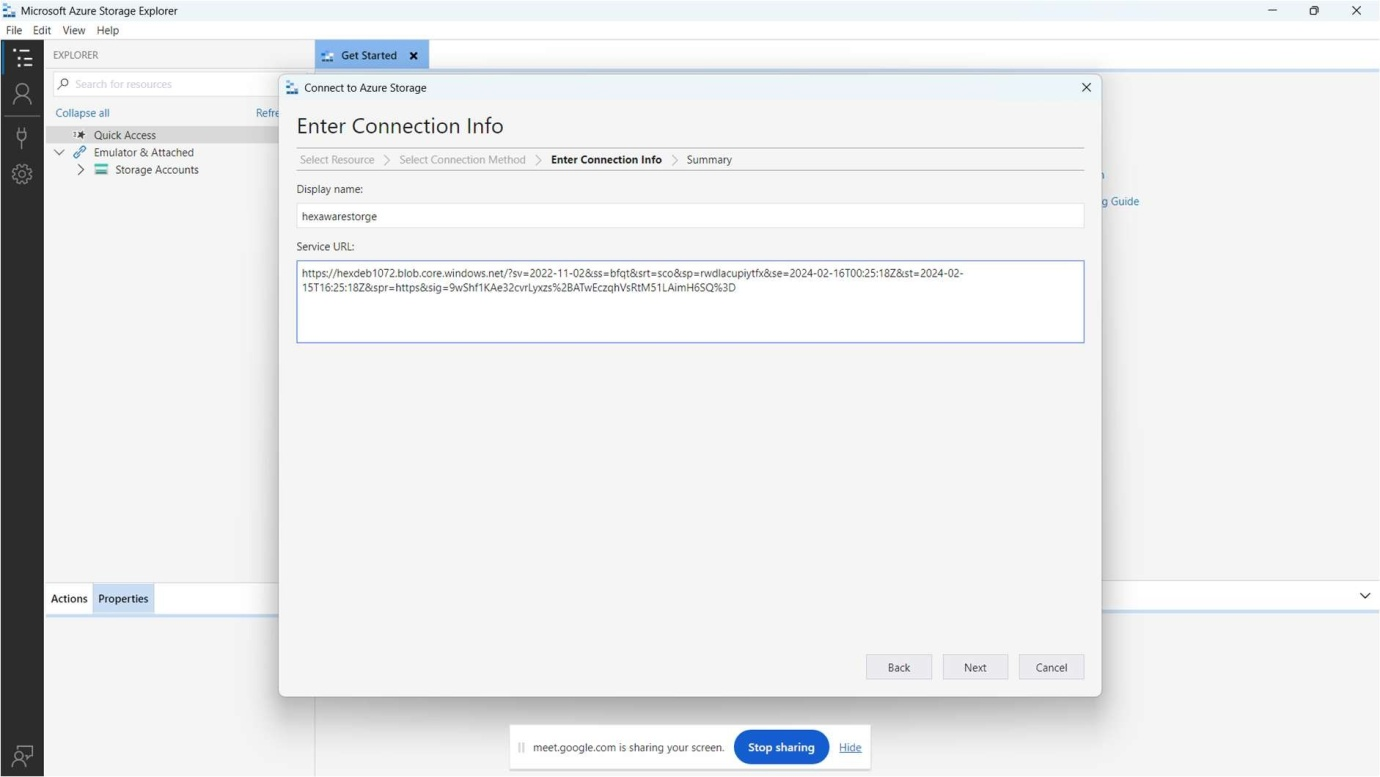 Microsoft Azure Storage Explorer
File Edit View Help
EXPLORER
Get Started
Search for resources
Collapse all
Refre
Quick Access
Emulator & Attached
Storage Accounts
Connect to Azure Storage
Enter Connection Info
Select Resource > Select Connection Method > Enter Connection Info > Summary
Display name:
hexawarestorge
Service URL:
https://hexdeb1072.blob.core.windows.net/?sv=2022-11-02&ss=bfqt&srt=sco&sp=rwdlacupiytfx&se=2024-02-16T00:25:18Z&st=2024-02-
15T16:25:18Z&spr=https&sig=9wShf1KAe32cvrLyxzs%2BATwEczqhVsRtM51LAimH6SQ%3D
g Guide
Back Next Cancel
Actions Properties
meet.google.com is sharing your screen. Stop sharing Hide